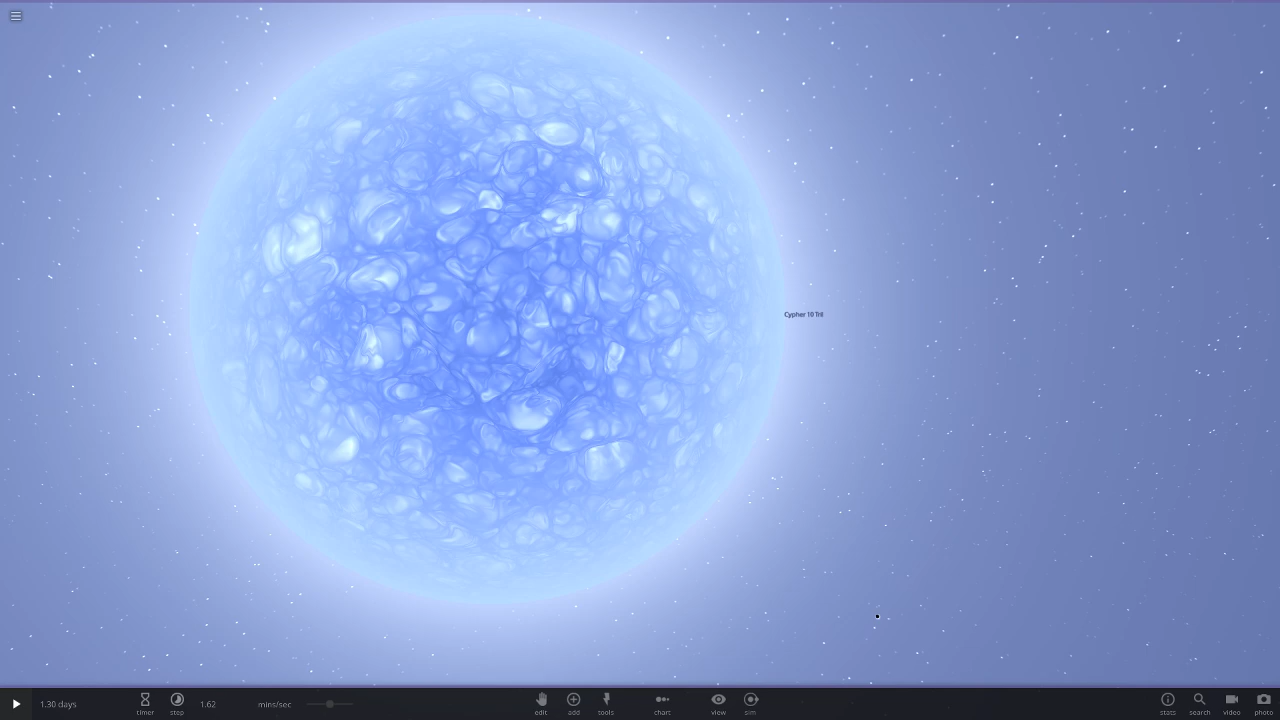 Cypher 10 Tril
1.30 days
timer
step
1.62
mins/sec
edit
add
tools
chart
view
sim
stats
search
video
photo